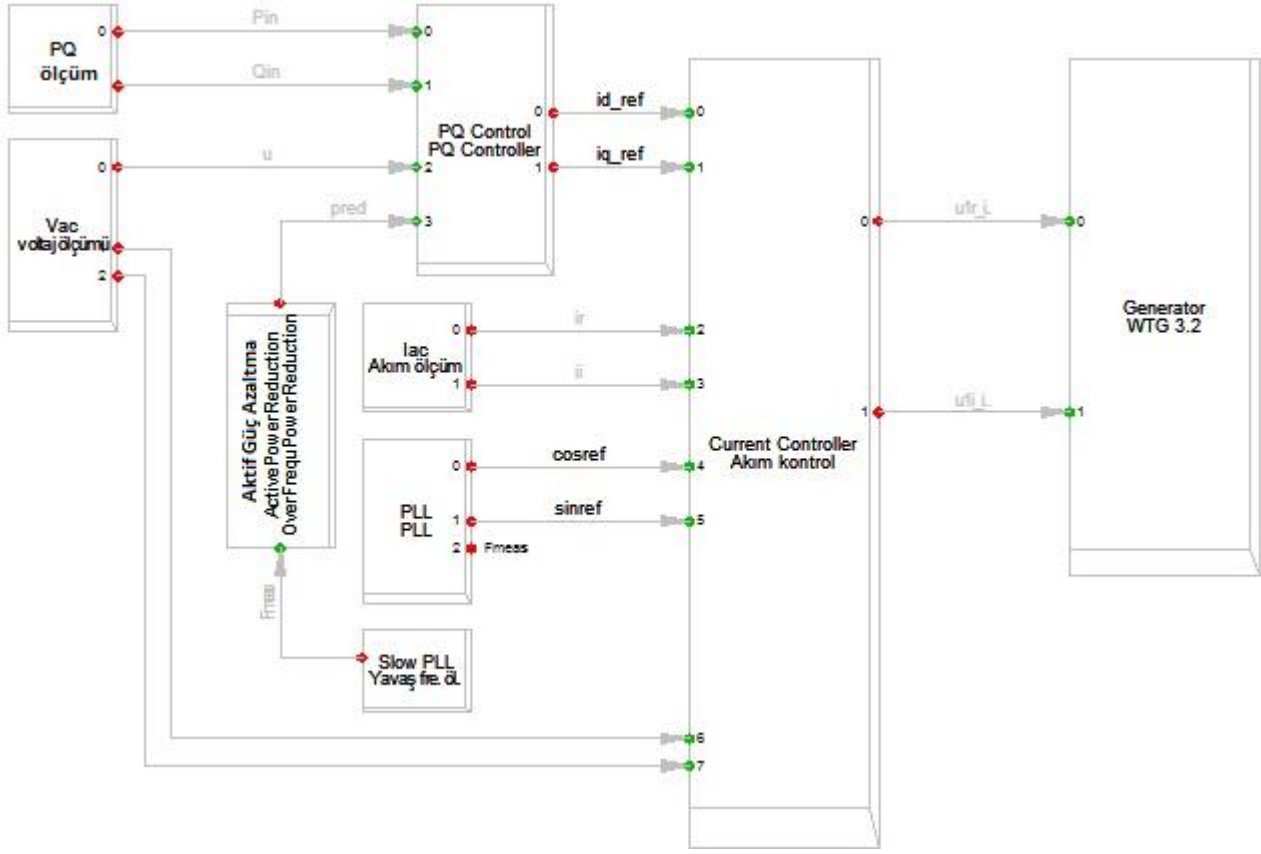 PQ
ölçüm
0
Pin
0
Qin
1
PQ Control
PQ Controller
0
1
id_ref
iq_ref
0
1
Vac
voltaj ölçümü
0
2
u
2
pred
3
Aktif Güç Azaltma
ActivePowerReduction
OverFrequPowerReduction
Fmeas
Iac
Akım ölçüm
0
1
ir
ii
2
3
PLL
PLL
0
1
2
Fmeas
cosref
sinref
4
5
Slow PLL
Yavaş fre. öl.
6
7
Current Controller
Akım kontrol
0
1
u1r_i.
u1i_i.
0
1
Generator
WTG 3.2